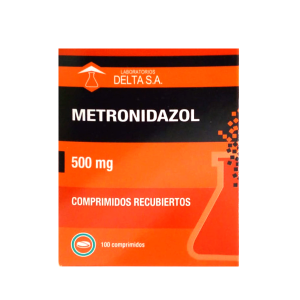 LABORATORIOS
DELTA S.A.
METRONIDAZOL
500 mg
COMPRIMIDOS RECUBIERTOS
100 comprimidos